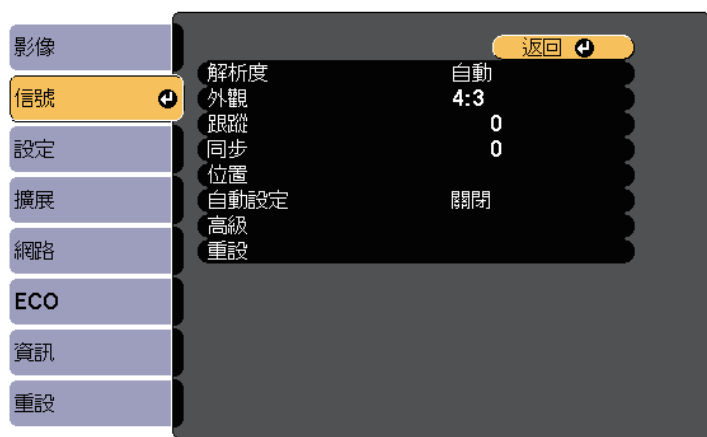 影像
信號
設定
擴展
網路
ECO
資訊
重設
返回
解析度 自動
外觀 4:3
跟蹤 0
同步 0
位置
自動設定 關閉
高級
重設